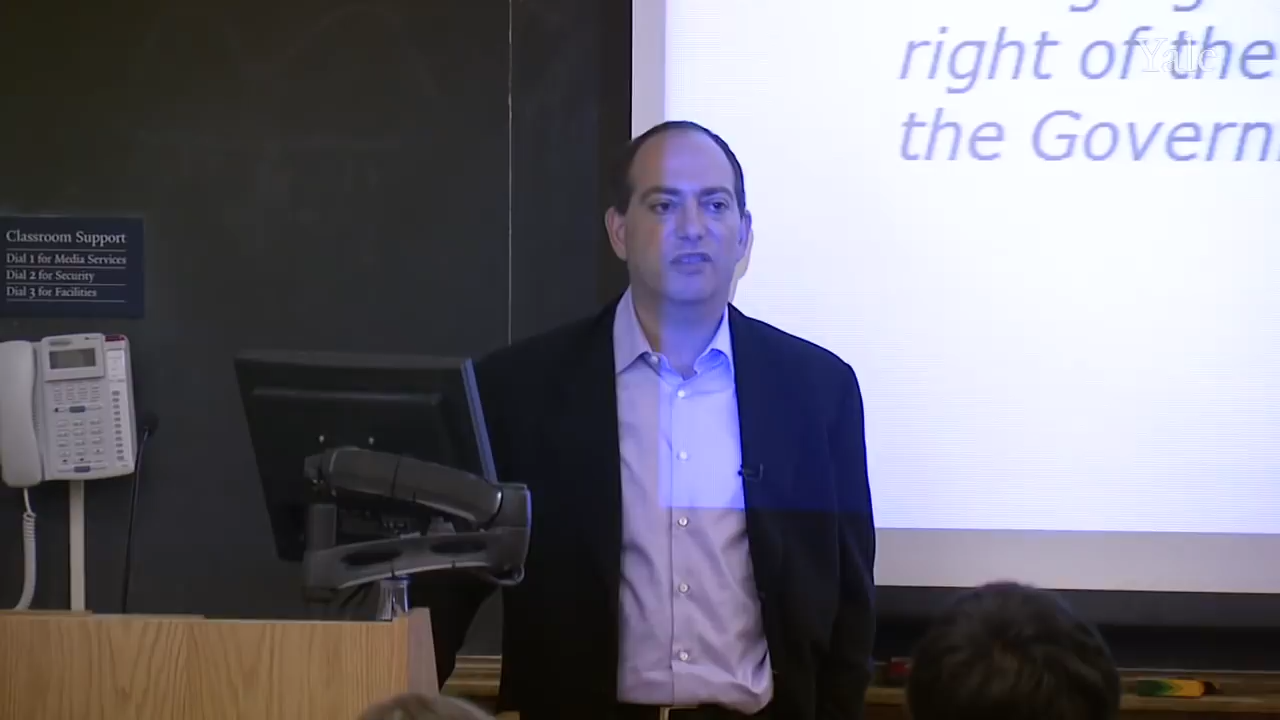 right of the
the Govern
Yale
Classroom Support
Dial 1 for Media Services
Dial 2 for Security
Dial 3 for Facilities